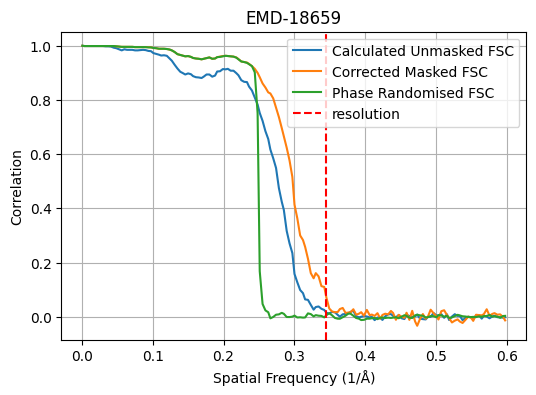 EMD-18659
Calculated Unmasked FSC
Corrected Masked FSC
Phase Randomised FSC
resolution
Correlation
1.0
0.8
0.6
0.4
0.2
0.0
0.0 0.1 0.2 0.3 0.4 0.5 0.6
Spatial Frequency (1/Å)